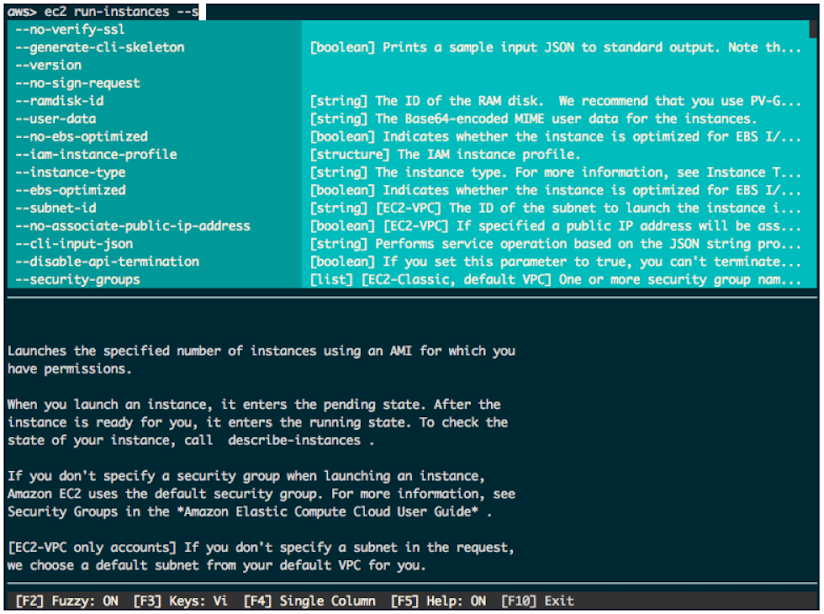 aws> ec2 run-instances --s
--no-verify-ssl
--generate-cli-skeleton [boolean] Prints a sample input JSON to standard output. Note th...
--version
--no-sign-request
--ramdisk-id [string] The ID of the RAM disk.  We recommend that you use PV-G...
--user-data [string] The Base64-encoded MIME user data for the instances.
--no-ebs-optimized [boolean] Indicates whether the instance is optimized for EBS I/...
--iam-instance-profile [structure] The IAM instance profile.
--instance-type [string] The instance type. For more information, see Instance T...
--ebs-optimized [boolean] Indicates whether the instance is optimized for EBS I/...
--subnet-id [string] [EC2-VPC] The ID of the subnet to launch the instance i...
--no-associate-public-ip-address [boolean] [EC2-VPC] If specified a public IP address will be ass...
--cli-input-json [string] Performs service operation based on the JSON string pro...
--disable-api-termination [boolean] If you set this parameter to true, you can't terminate...
--security-groups [list] [EC2-Classic, default VPC] One or more security group nam...
Launches the specified number of instances using an AMI for which you
have permissions.
When you launch an instance, it enters the pending state. After the
instance is ready for you, it enters the running state. To check the
state of your instance, call  describe-instances .
If you don't specify a security group when launching an instance,
Amazon EC2 uses the default security group. For more information, see
Security Groups in the *Amazon Elastic Compute Cloud User Guide* .
[EC2-VPC only accounts] If you don't specify a subnet in the request,
we choose a default subnet from your default VPC for you.
[F2] Fuzzy: ON [F3] Keys: Vi [F4] Single Column [F5] Help: ON [F10] Exit